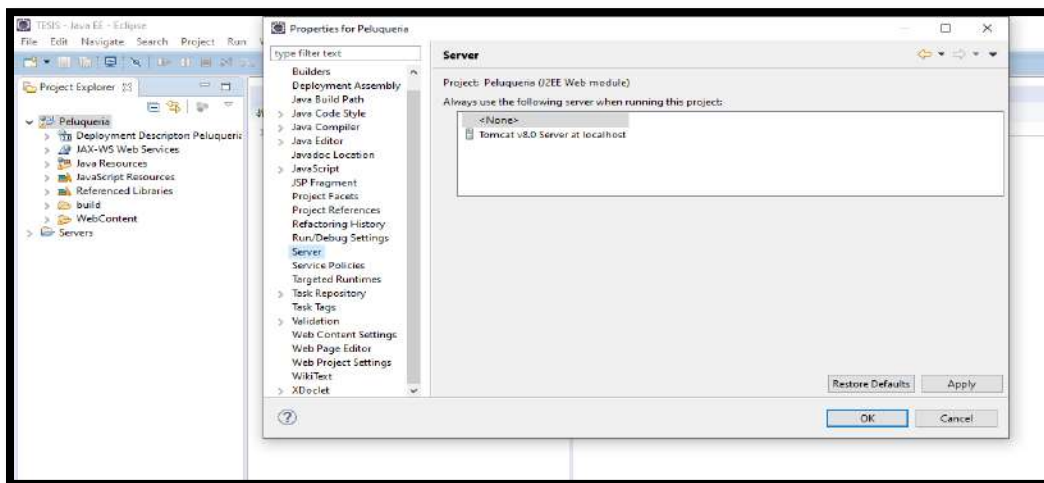 TESIS - Java EE - Eclipse
File Edit Navigate Search Project Run
Project Explorer
Peluqueria
Deployment Descripton Peluqueria
JAX-WS Web Services
Java Resources
JavaScript Resources
Referenced Libraries
build
WebContent
Servers
Properties for Peluqueria
type filter text
Builders
Deployment Assembly
Java Build Path
Java Code Style
Java Compiler
Java Editor
Javadoc Location
JavaScript
JSP Fragment
Project Facets
Project References
Refactoring History
Run/Debug Settings
Server
Service Policies
Targeted Runtimes
Task Repository
Task Tags
Validation
Web Content Settings
Web Page Editor
Web Project Settings
WikiText
XDoclet
Server
Project: Peluqueria (J2EE Web module)
Always use the following server when running this project:
<None>
Tomcat v8.0 Server at localhost
Restore Defaults Apply
OK Cancel